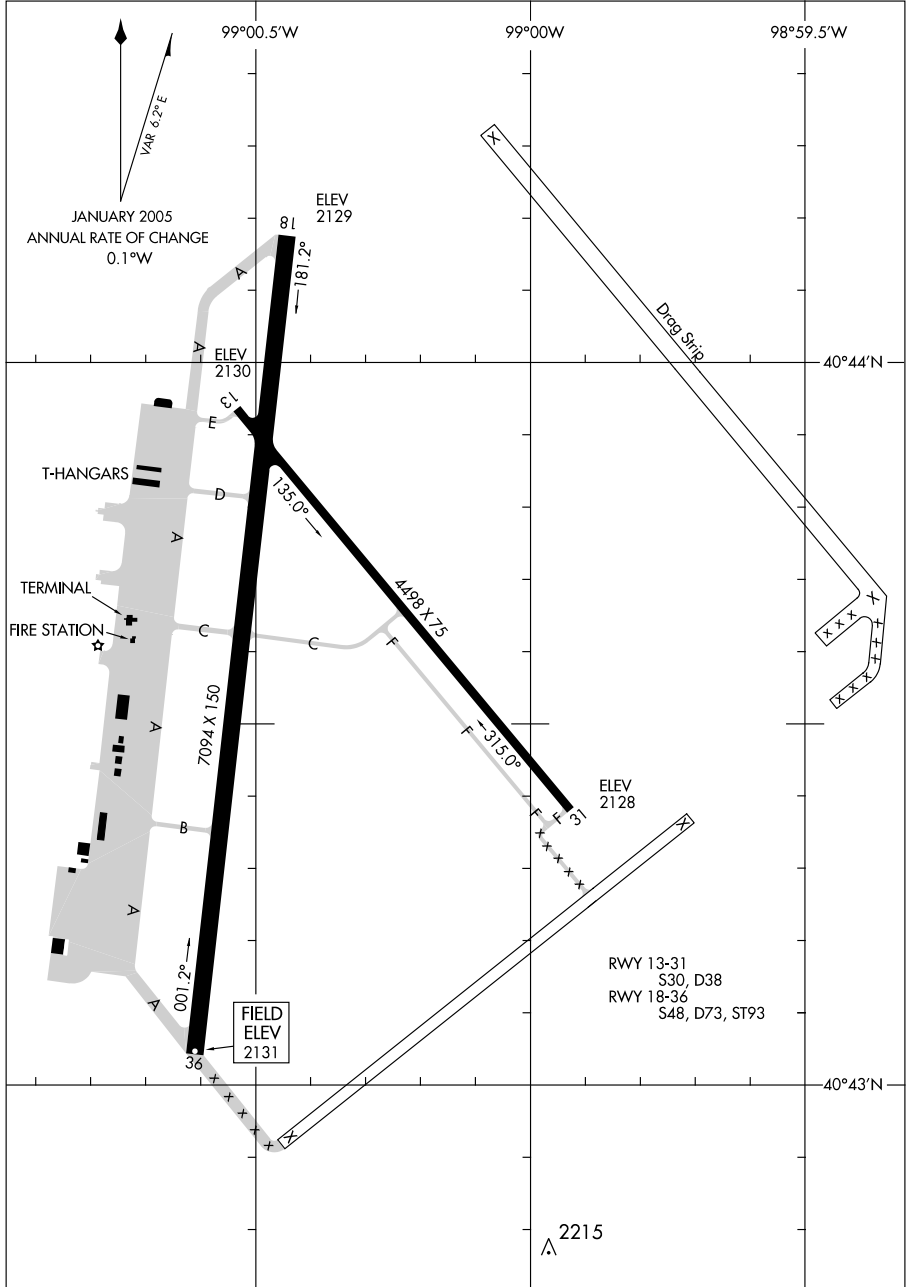 99°00.5'W
99°00'W
98°59.5'W
VAR 6.2° E
JANUARY 2005
ANNUAL RATE OF CHANGE
0.1°W
ELEV
2129
18
181.2°
A
A
Drag Strip
X
40°44'N
ELEV
2130
13
E
T-HANGARS
D
135.0°
A
4498 X 75
TERMINAL
FIRE STATION
C
C
F
X
X X X
X X X X
X X X
7094 X 150
A
F
315.0°
ELEV
2128
31
F
F
B
X X X X X
X
A
001.2°
RWY 13-31
S30, D38
RWY 18-36
S48, D73, ST93
A
FIELD
ELEV
2131
36
X X X X X
X
40°43'N
2215